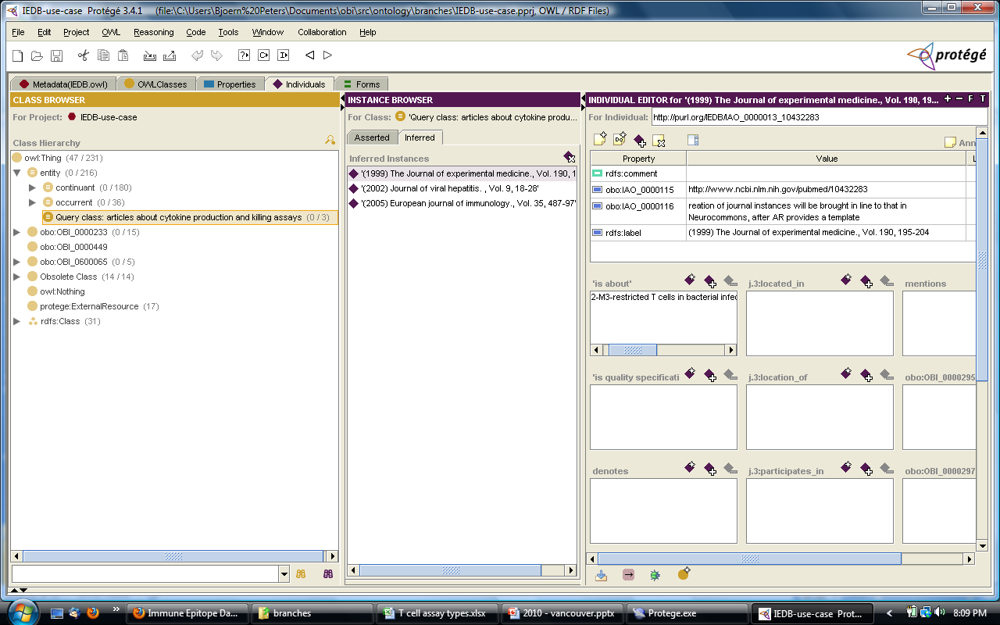 IEDB-use-case Protégé 3.4.1 (file:\C:\Users\Bjoern%20Peters\Documents\obi\src\ontology\branches\IEDB-use-case.pprj, OWL / RDF Files)
File Edit Project OWL Reasoning Code Tools Window Collaboration Help
protégé
Metadata(IEDB.owl) OWLClasses Properties Individuals Forms
CLASS BROWSER
For Project: IEDB-use-case
Class Hierarchy
owl:Thing (47 / 231)
entity (0 / 216)
continuant (0 / 180)
occurrent (0 / 36)
Query class: articles about cytokine production and killing assays (0 / 3)
obo:OBI_0000233 (0 / 15)
obo:OBI_0000449
obo:OBI_0600065 (0 / 5)
Obsolete Class (14 / 14)
owl:Nothing
protege:ExternalResource (17)
rdfs:Class (31)
INSTANCE BROWSER
For Class: 'Query class: articles about cytokine produ...
Asserted Inferred
Inferred Instances
'(1999) The Journal of experimental medicine., Vol. 190, 1
'(2002) Journal of viral hepatitis. , Vol. 9, 18-28'
'(2005) European journal of immunology., Vol. 35, 487-97'
INDIVIDUAL EDITOR for '(1999) The Journal of experimental medicine., Vol. 190, 19... + - F T
For Individual: http://purl.org/IEDB/IAO_0000013_10432283
Ann
Property Value L
rdfs:comment
obo:IAO_0000115 http://www.ncbi.nlm.nih.gov/pubmed/10432283
obo:IAO_0000116 reation of journal instances will be brought in line to that in
Neurocommons, after AR provides a template
rdfs:label (1999) The Journal of experimental medicine., Vol. 190, 195-204
'is about' j.3:located_in mentions
2-M3-restricted T cells in bacterial infec
'is quality specificati j.3:location_of obo:OBI_0000295
denotes j.3:participates_in obo:OBI_0000297
Immune Epitope Da... branches T cell assay types.xlsx 2010 - vancouver.pptx Protege.exe IEDB-use-case Prot... 8:09 PM